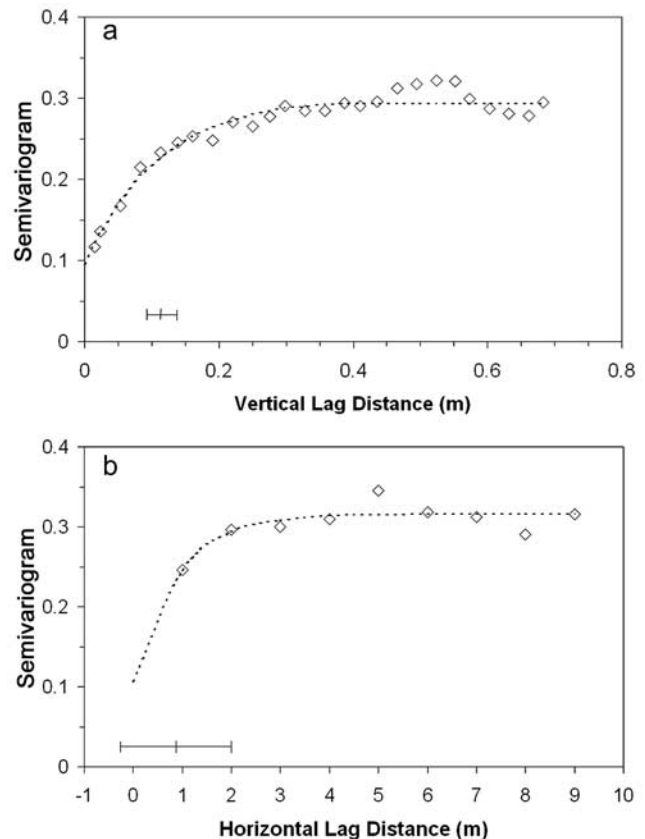 a
0.4
0.3
0.2
0.1
0
Semivariogram
0 0.2 0.4 0.6 0.8
Vertical Lag Distance (m)
b
0.4
0.3
0.2
0.1
0
Semivariogram
-1 0 1 2 3 4 5 6 7 8 9 10
Horizontal Lag Distance (m)